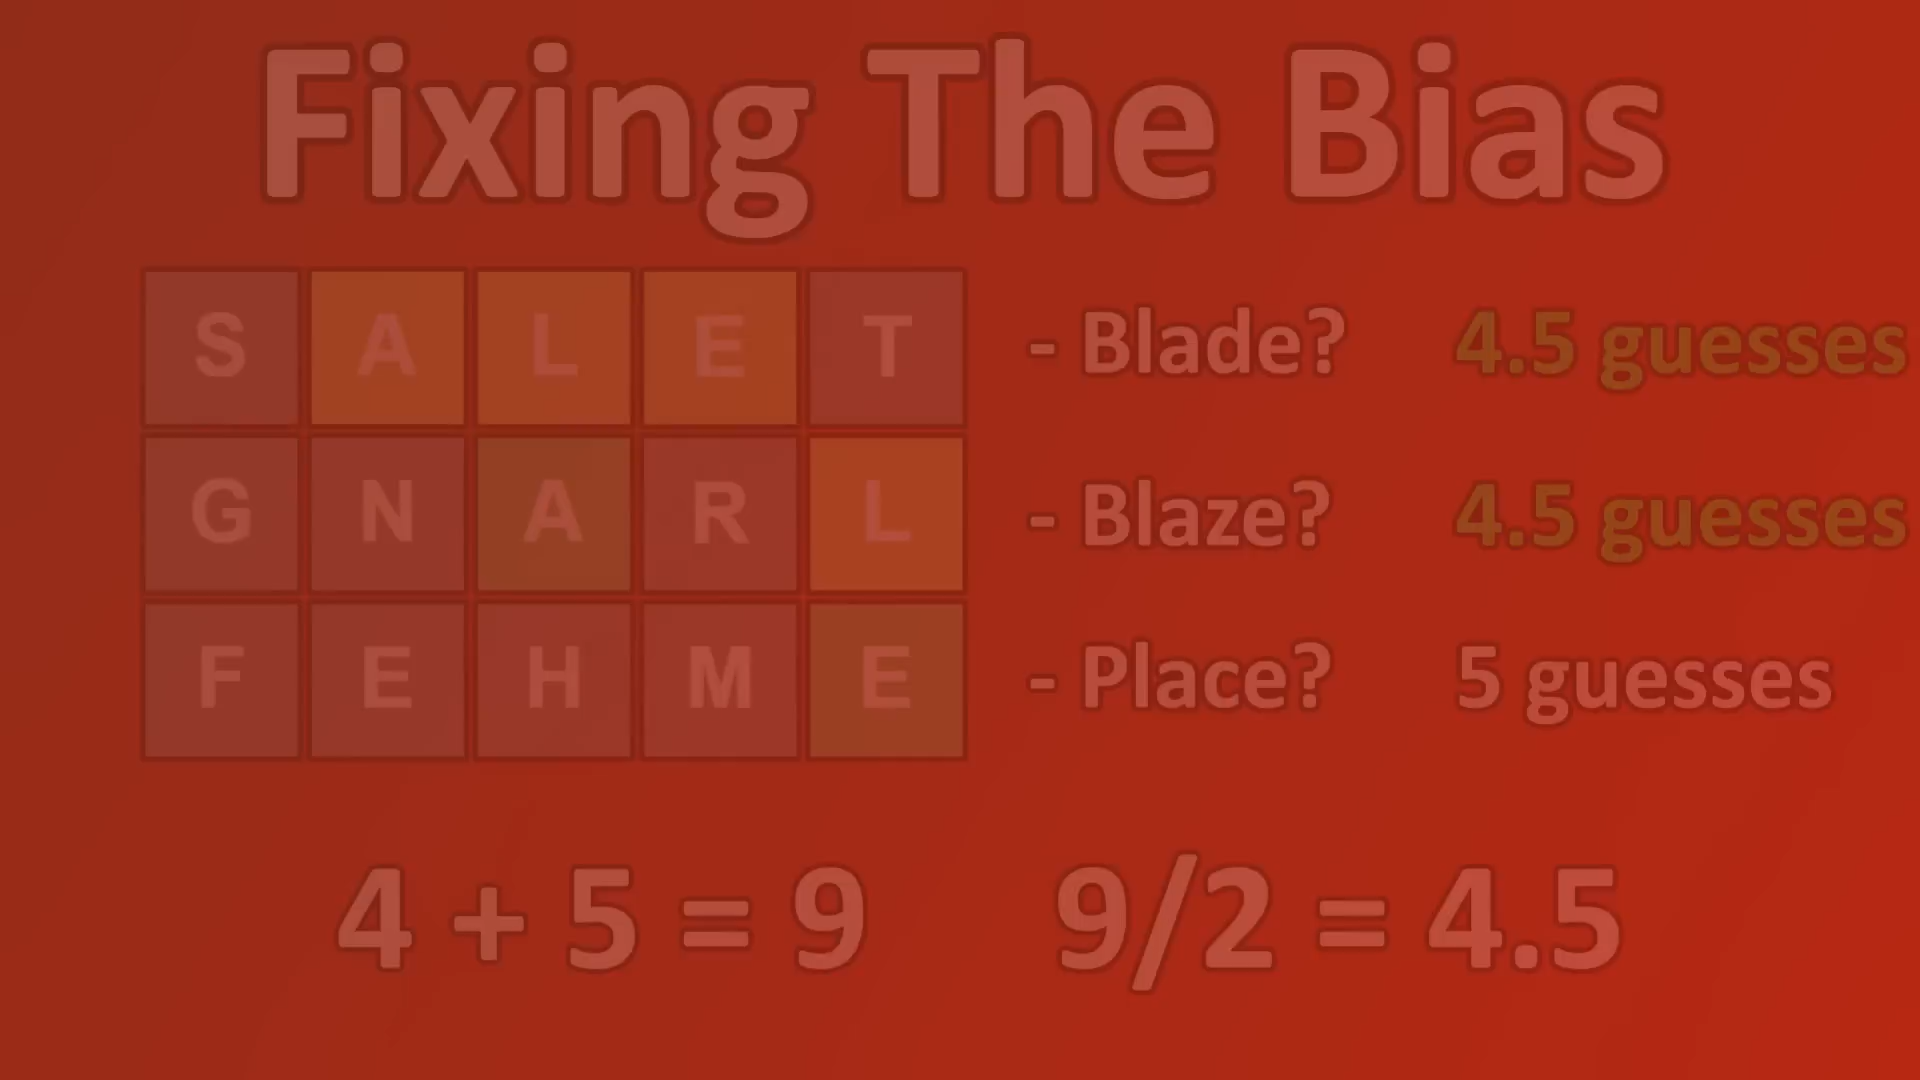 Fixing The Bias
S A L E T - Blade? 4.5 guesses
G N A R L - Blaze? 4.5 guesses
F E H M E - Place? 5 guesses
4 + 5 = 9 9/2 = 4.5